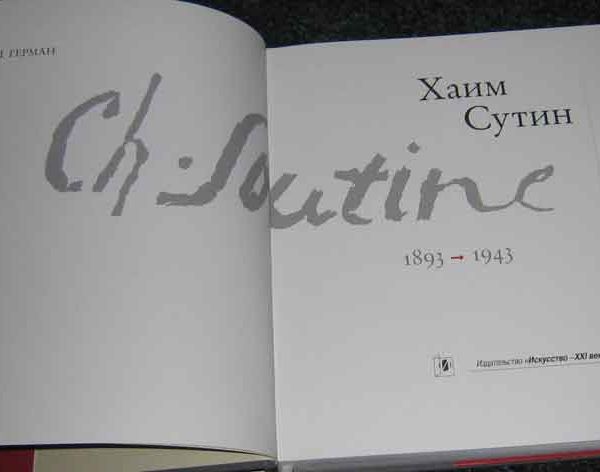 ГЕРМАН
Хаим
Сутин
Ch. Soutine
1893 → 1943
Издательство «Искусство –XXI век